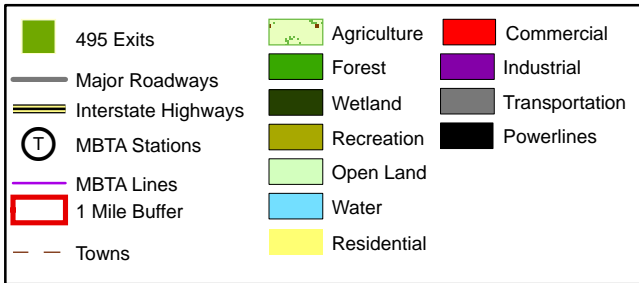 495 Exits
Major Roadways
Interstate Highways
T
MBTA Stations
MBTA Lines
1 Mile Buffer
Towns
Agriculture
Forest
Wetland
Recreation
Open Land
Water
Residential
Commercial
Industrial
Transportation
Powerlines